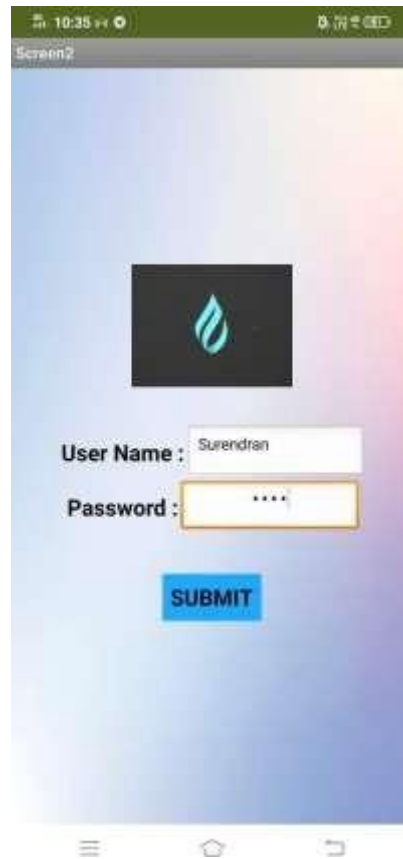 10:35
Screen2
User Name :
Surendran
Password :
••••
SUBMIT